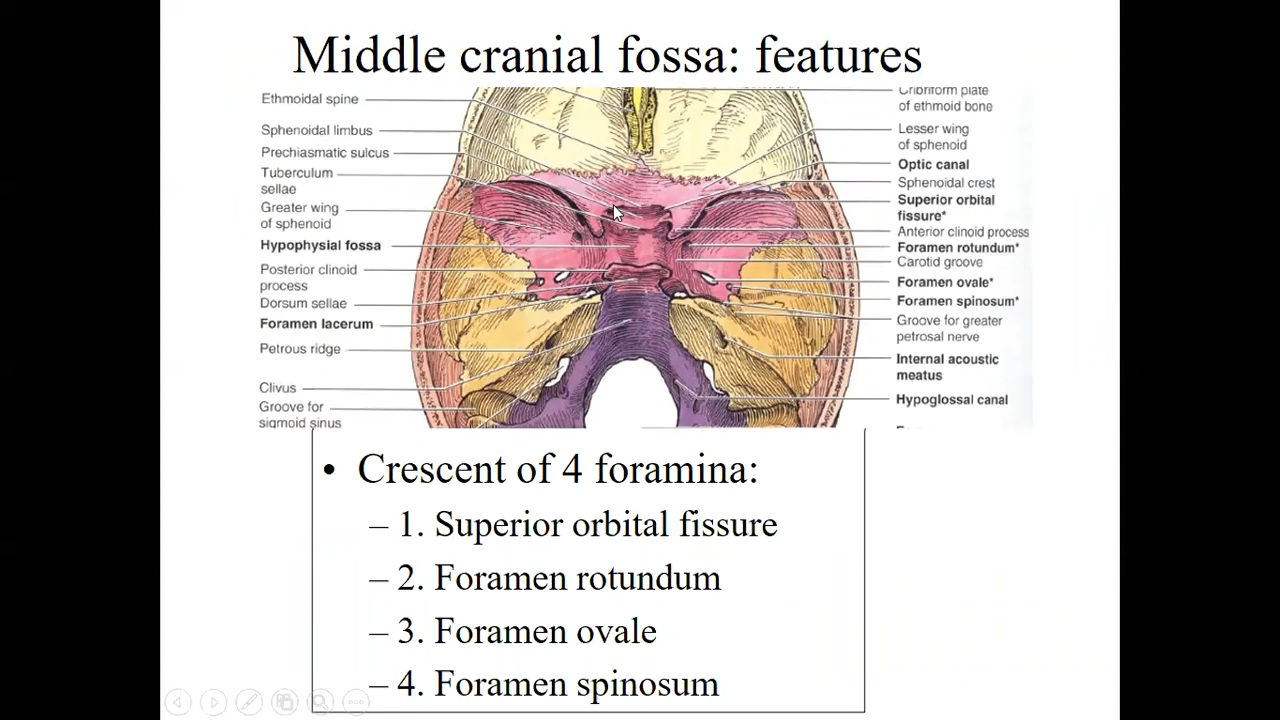 Middle cranial fossa: features
Ethmoidal spine
Sphenoidal limbus
Prechiasmatic sulcus
Tuberculum
sellae
Greater wing
of sphenoid
Hypophysial fossa
Posterior clinoid
process
Dorsum sellae
Foramen lacerum
Petrous ridge
Clivus
Groove for
sigmoid sinus
Cribriform plate
of ethmoid bone
Lesser wing
of sphenoid
Optic canal
Sphenoidal crest
Superior orbital
fissure*
Anterior clinoid process
Foramen rotundum*
Carotid groove
Foramen ovale*
Foramen spinosum*
Groove for greater
petrosal nerve
Internal acoustic
meatus
Hypoglossal canal
• Crescent of 4 foramina:
– 1. Superior orbital fissure
– 2. Foramen rotundum
– 3. Foramen ovale
– 4. Foramen spinosum